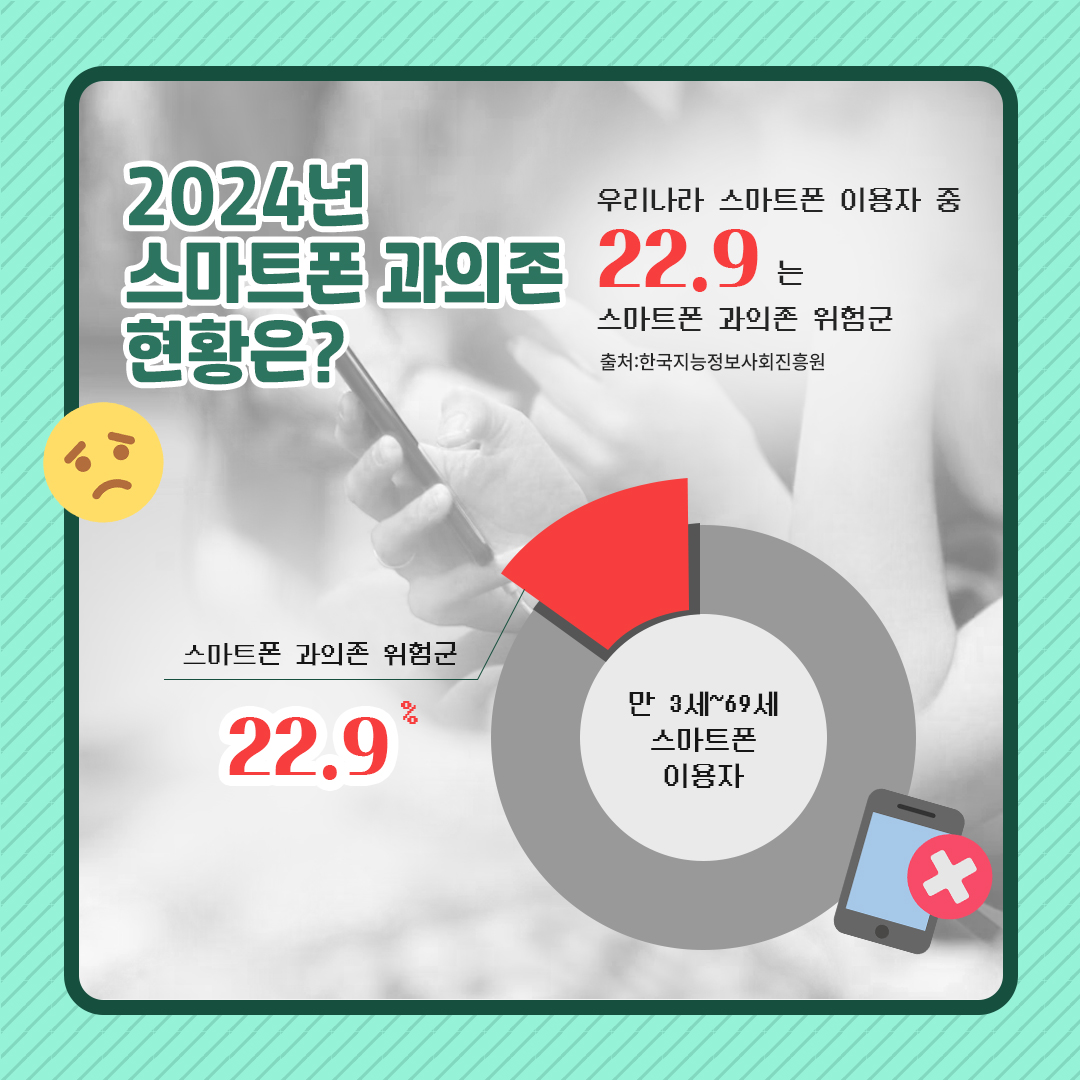 2024년
스마트폰 과의존
현황은?
우리나라 스마트폰 이용자 중
22.9 는
스마트폰 과의존 위험군
출처:한국지능정보사회진흥원
스마트폰 과의존 위험군
22.9%
만 3세~69세
스마트폰
이용자